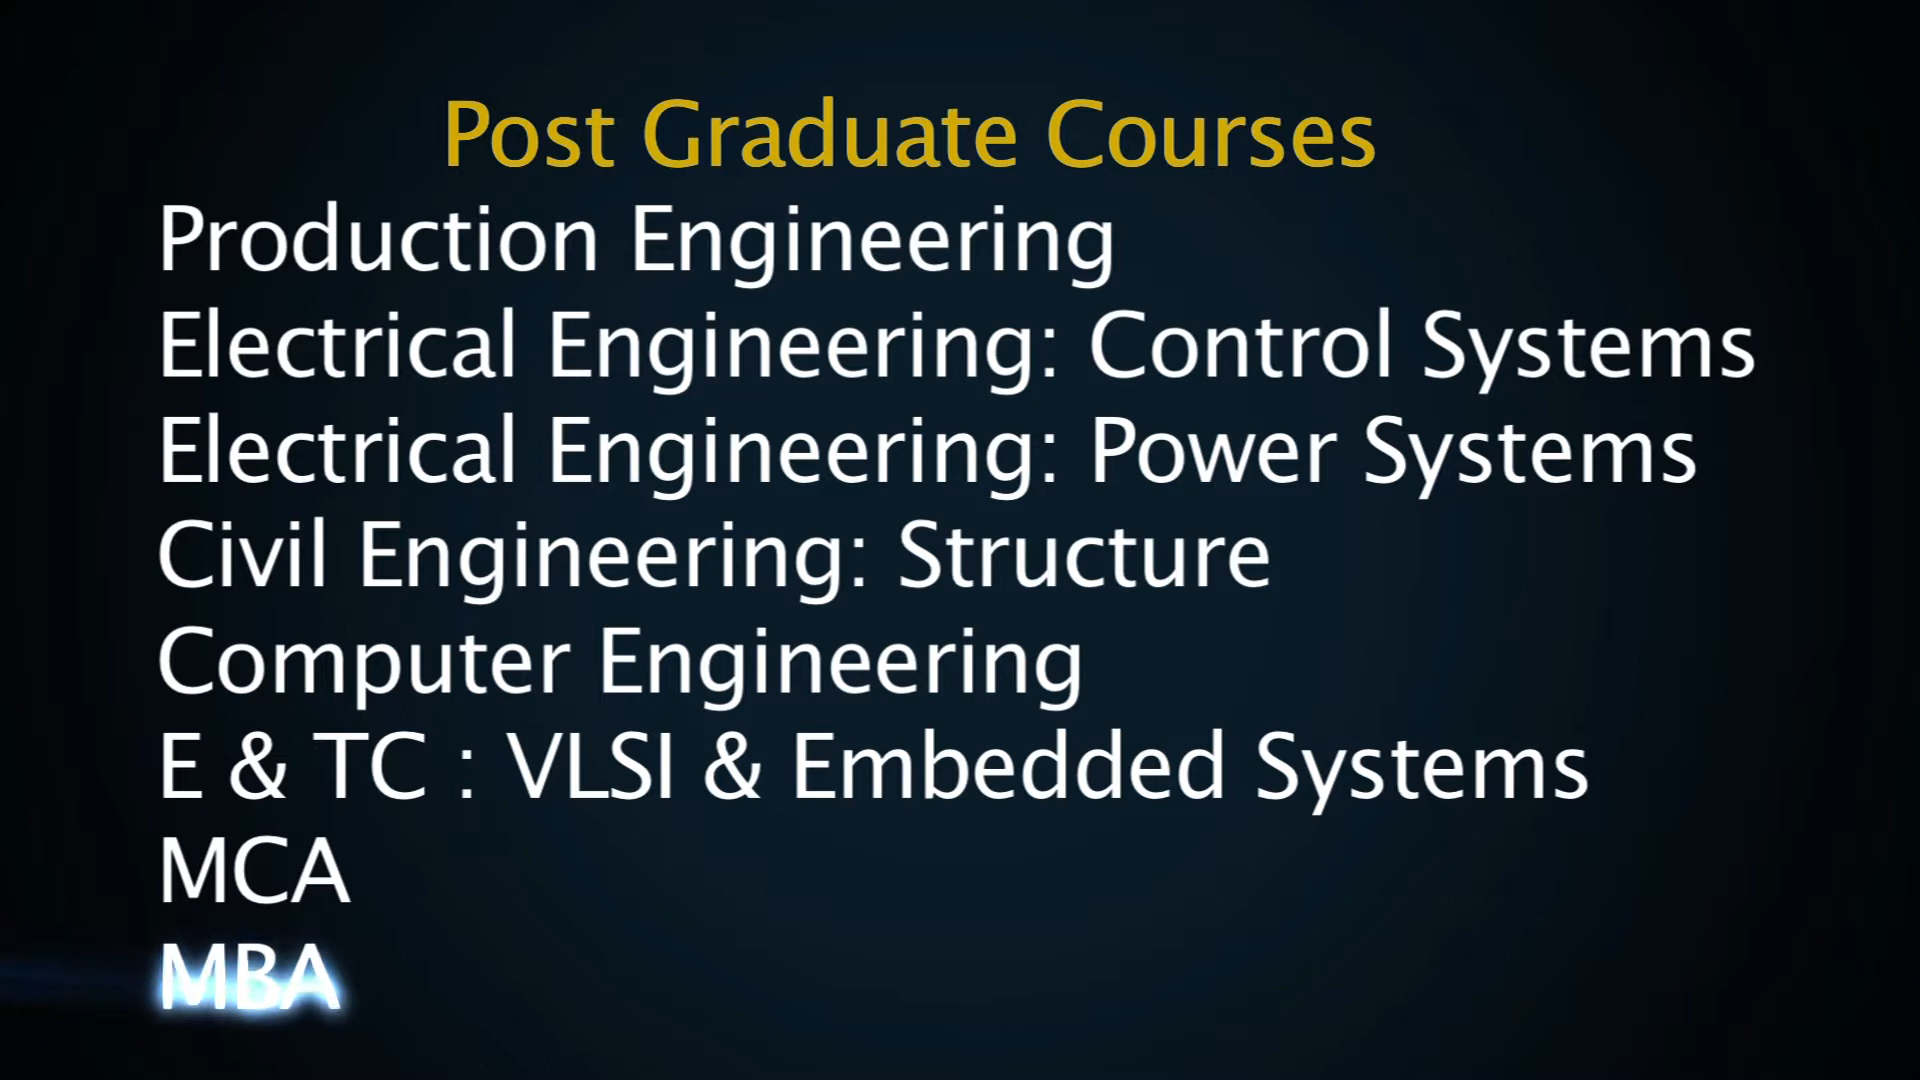 Post Graduate Courses
Production Engineering
Electrical Engineering: Control Systems
Electrical Engineering: Power Systems
Civil Engineering: Structure
Computer Engineering
E & TC : VLSI & Embedded Systems
MCA
MBA